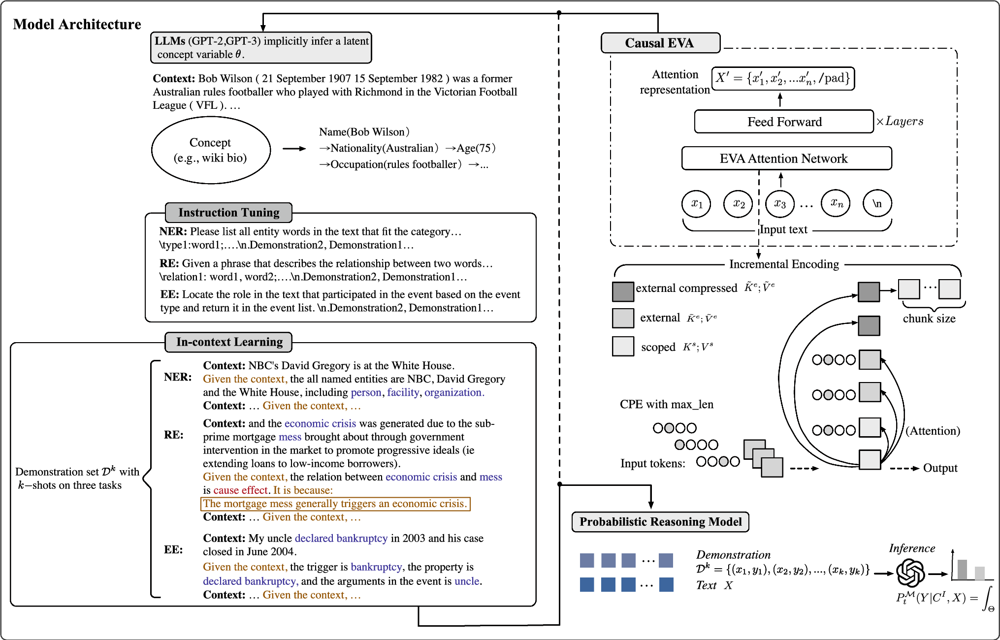 Model Architecture
LLMs (GPT-2,GPT-3) implicitly infer a latent
concept variable θ.
Context: Bob Wilson ( 21 September 1907 15 September 1982 ) was a former
Australian rules footballer who played with Richmond in the Victorian Football
League ( VFL ). …
Concept
(e.g., wiki bio)
Name(Bob Wilson）
→Nationality(Australian）→Age(75）
→Occupation(rules footballer）→...
Instruction Tuning
NER: Please list all entity words in the text that fit the category…
\type1:word1;….\n.Demonstration2, Demonstration1…
RE: Given a phrase that describes the relationship between two words…
\relation1: word1, word2;….\n.Demonstration2, Demonstration1…
EE: Locate the role in the text that participated in the event based on the event
type and return it in the event list. \n.Demonstration2, Demonstration1…
In-context Learning
Demonstration set 𝒟^k with
k−shots on three tasks
NER:
Context: NBC's David Gregory is at the White House.
Given the context, the all named entities are NBC, David Gregory
and the White House, including person, facility, organization.
Context: … Given the context, …
RE:
Context: and the economic crisis was generated due to the sub-
prime mortgage mess brought about through government
intervention in the market to promote progressive ideals (ie
extending loans to low-income borrowers).
Given the context, the relation between economic crisis and mess
is cause effect. It is because:
The mortgage mess generally triggers an economic crisis.
Context: … Given the context, …
EE:
Context: My uncle declared bankruptcy in 2003 and his case
closed in June 2004.
Given the context, the trigger is bankruptcy, the property is
declared bankruptcy, and the arguments in the event is uncle.
Context: … Given the context, …
Causal EVA
Attention
representation
X′ = {x′₁, x′₂, ...x′ₙ, /pad}
Feed Forward
×Layers
EVA Attention Network
x₁ x₂ x₃ … xₙ \n
Input text
Incremental Encoding
external compressed K̃ᵉ; Ṽᵉ
external K̃ᵉ; Ṽᵉ
scoped Kˢ; Vˢ
…
chunk size
CPE with max_len
Input tokens:
(Attention)
Output
Probabilistic Reasoning Model
…
…
Demonstration
𝒟^k = {(x₁, y₁), (x₂, y₂), ..., (xₖ, yₖ)}
Text X
Inference
P_t^ℳ(Y|C^I, X) = ∫_Θ